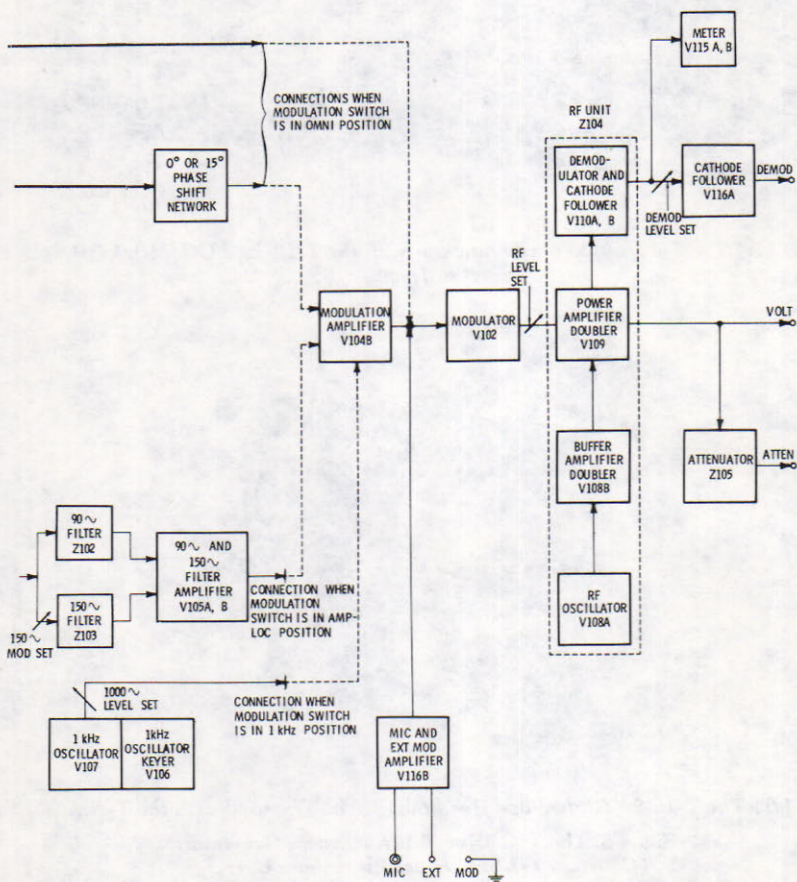 METER
V115 A, B
CONNECTIONS WHEN
MODULATION SWITCH
IS IN OMNI POSITION
RF UNIT
Z104
0° OR 15°
PHASE
SHIFT
NETWORK
DEMOD-
ULATOR AND
CATHODE
FOLLOWER
V110A, B
CATHODE
FOLLOWER
V116A
DEMOD
DEMOD
LEVEL SET
RF
LEVEL
SET
MODULATION
AMPLIFIER
V104B
MODULATOR
V102
POWER
AMPLIFIER
DOUBLER
V109
VOLT
BUFFER
AMPLIFIER
DOUBLER
V108B
ATTENUATOR
Z105
ATTEN
90∿
FILTER
Z102
90∿ AND
150∿
FILTER
AMPLIFIER
V105A, B
150∿
FILTER
Z103
150∿
MOD SET
CONNECTION WHEN
MODULATION
SWITCH IS IN AMP-
LOC POSITION
RF
OSCILLATOR
V108A
1000∿
LEVEL SET
CONNECTION WHEN
MODULATION SWITCH
IS IN 1 kHz POSITION
1 kHz
OSCILLATOR
V107
1kHz
OSCILLATOR
KEYER
V106
MIC AND
EXT MOD
AMPLIFIER
V116B
MIC EXT MOD